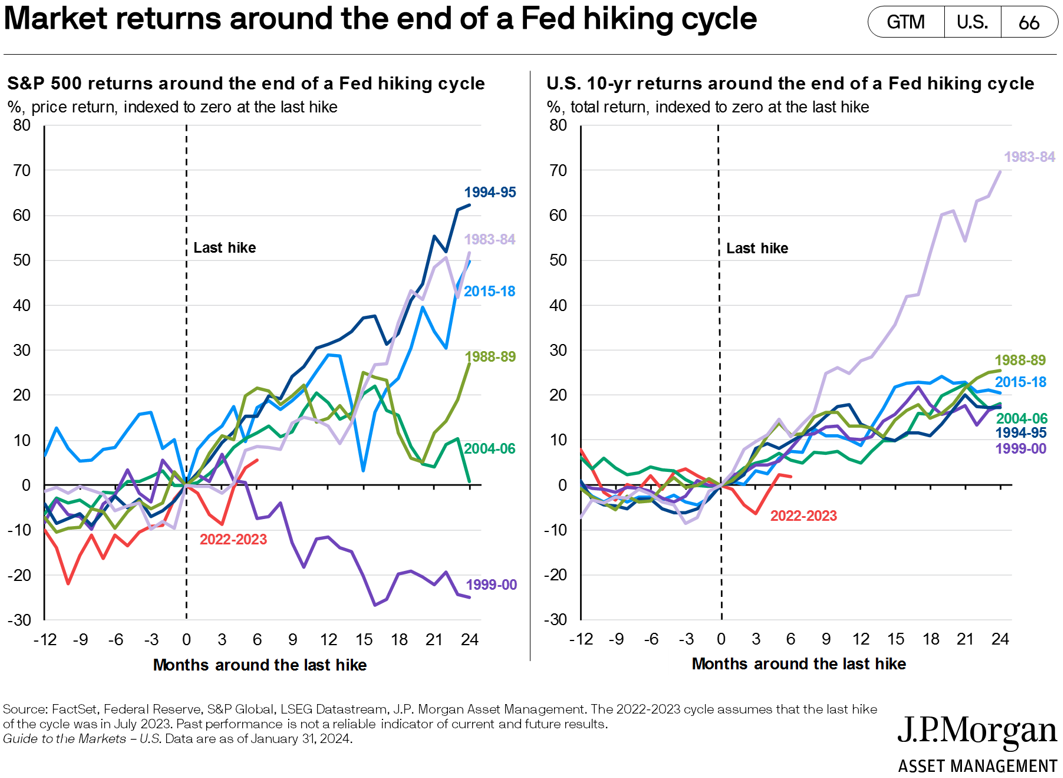 Market returns around the end of a Fed hiking cycle
GTM U.S. 66
S&P 500 returns around the end of a Fed hiking cycle
%, price return, indexed to zero at the last hike
80
70
60
50
40
30
20
10
0
-10
-20
-30
1994-95
1983-84
2015-18
1988-89
2004-06
1999-00
2022-2023
Last hike
-12 -9 -6 -3 0 3 6 9 12 15 18 21 24
Months around the last hike
U.S. 10-yr returns around the end of a Fed hiking cycle
%, total return, indexed to zero at the last hike
80
70
60
50
40
30
20
10
0
-10
-20
-30
1983-84
Last hike
1988-89
2015-18
2004-06
1994-95
1999-00
2022-2023
-12 -9 -6 -3 0 3 6 9 12 15 18 21 24
Months around the last hike
Source: FactSet, Federal Reserve, S&P Global, LSEG Datastream, J.P. Morgan Asset Management. The 2022-2023 cycle assumes that the last hike
of the cycle was in July 2023. Past performance is not a reliable indicator of current and future results.
Guide to the Markets – U.S. Data are as of January 31, 2024.
J.P.Morgan
ASSET MANAGEMENT